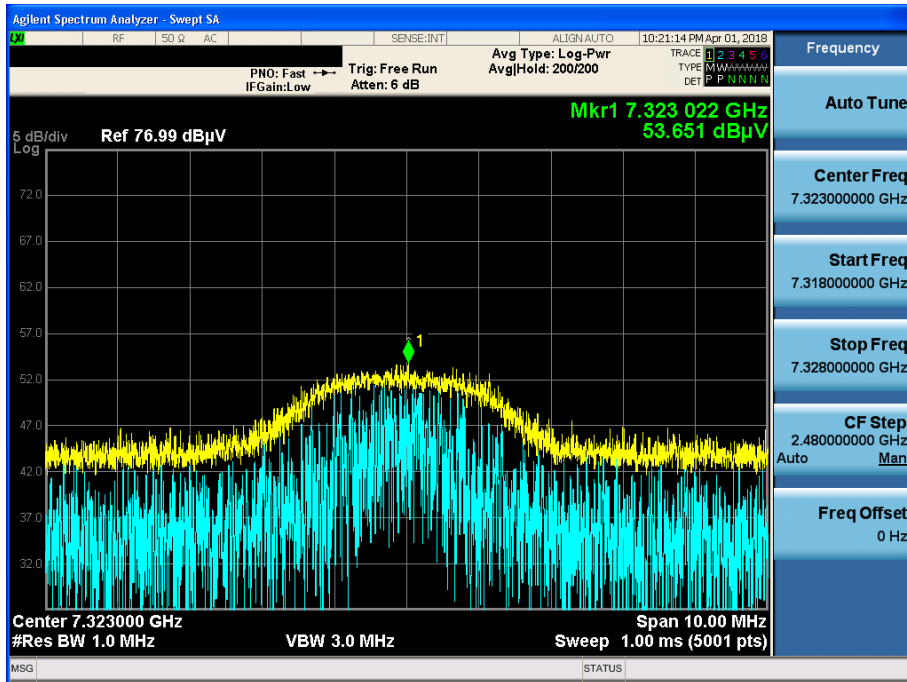 Agilent Spectrum Analyzer - Swept SA
LXI RF 50 Ω AC SENSE:INT ALIGN AUTO 10:21:14 PM Apr 01, 2018
Frequency
PNO: Fast
IFGain:Low
Trig: Free Run
Atten: 6 dB
Avg Type: Log-Pwr
Avg|Hold: 200/200
TRACE 1 2 3 4 5 6
TYPE
DET P P N N N N
Auto Tune
Mkr1 7.323 022 GHz
53.651 dBµV
5 dB/div
Log
Ref 76.99 dBµV
72.0
67.0
62.0
57.0
52.0
47.0
42.0
37.0
32.0
1
Center Freq
7.323000000 GHz
Start Freq
7.318000000 GHz
Stop Freq
7.328000000 GHz
CF Step
2.480000000 GHz
Auto Man
Freq Offset
0 Hz
Center 7.323000 GHz Span 10.00 MHz
#Res BW 1.0 MHz VBW 3.0 MHz Sweep 1.00 ms (5001 pts)
MSG STATUS